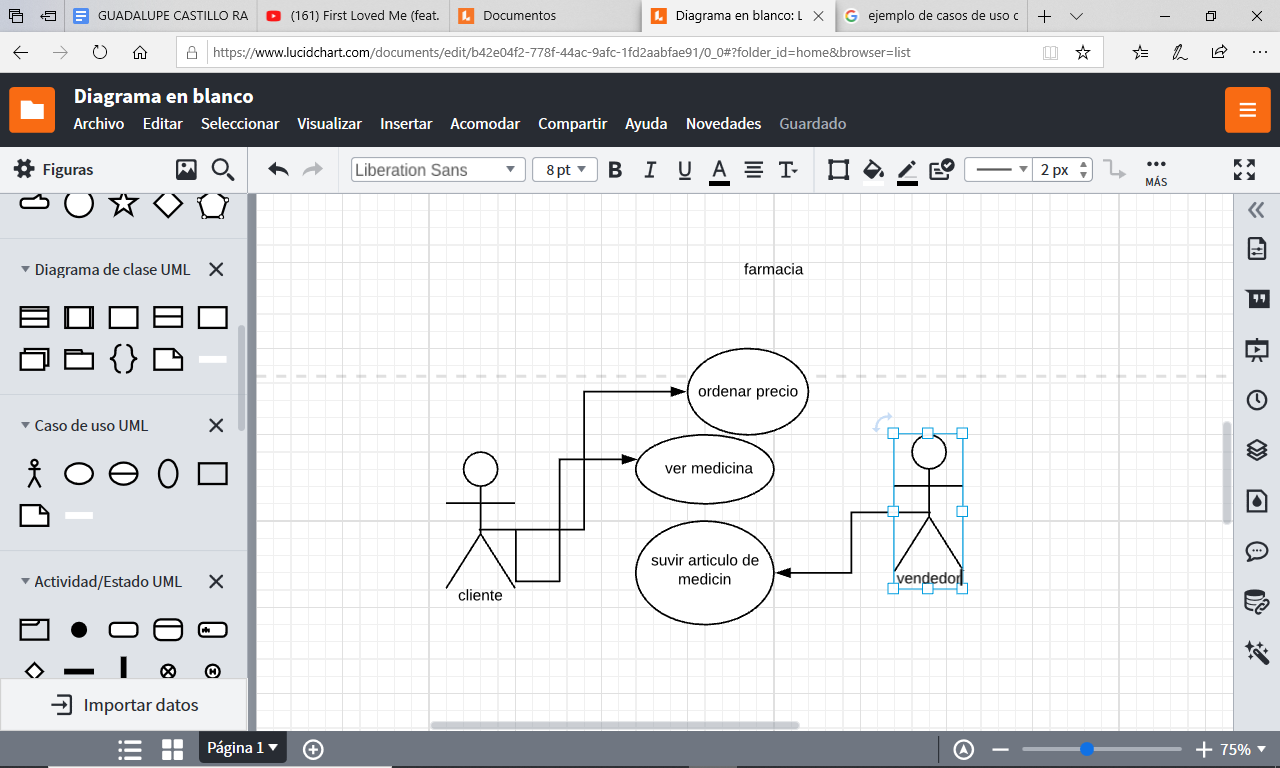 GUADALUPE CASTILLO RA
(161) First Loved Me (feat.
Documentos
Diagrama en blanco: L
ejemplo de casos de uso c
https://www.lucidchart.com/documents/edit/b42e04f2-778f-44ac-9afc-1fd2aabfae91/0_0#?folder_id=home&browser=list
Diagrama en blanco
Archivo Editar Seleccionar Visualizar Insertar Acomodar Compartir Ayuda Novedades Guardado
Figuras
Liberation Sans
8 pt
B I U A T
2 px
MÁS
Diagrama de clase UML
Caso de uso UML
Actividad/Estado UML
Importar datos
farmacia
ordenar precio
ver medicina
suvir articulo de
medicin
cliente
vendedor
Página 1
75%